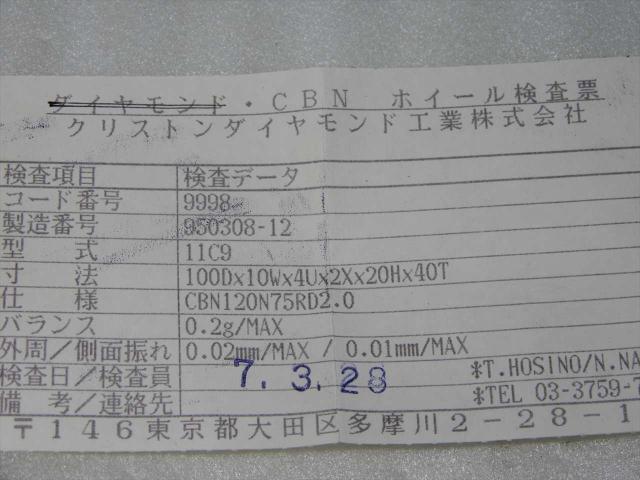 ダイヤモンド・CBN ホイール検査票
クリストンダイヤモンド工業株式会社
検査項目 検査データ
コード番号 9998
製造番号 950308-12
型 式 11C9
寸 法 100Dx10Wx4Ux2Xx20Hx40T
仕 様 CBN120N75RD2.0
バランス 0.2g/MAX
外周/側面振れ 0.02mm/MAX / 0.01mm/MAX
検査日/検査員 7.3.28 *T.HOSINO/N.NA
備 考/連絡先 *TEL 03-3759-7
〒146東京都大田区多摩川2-28-1